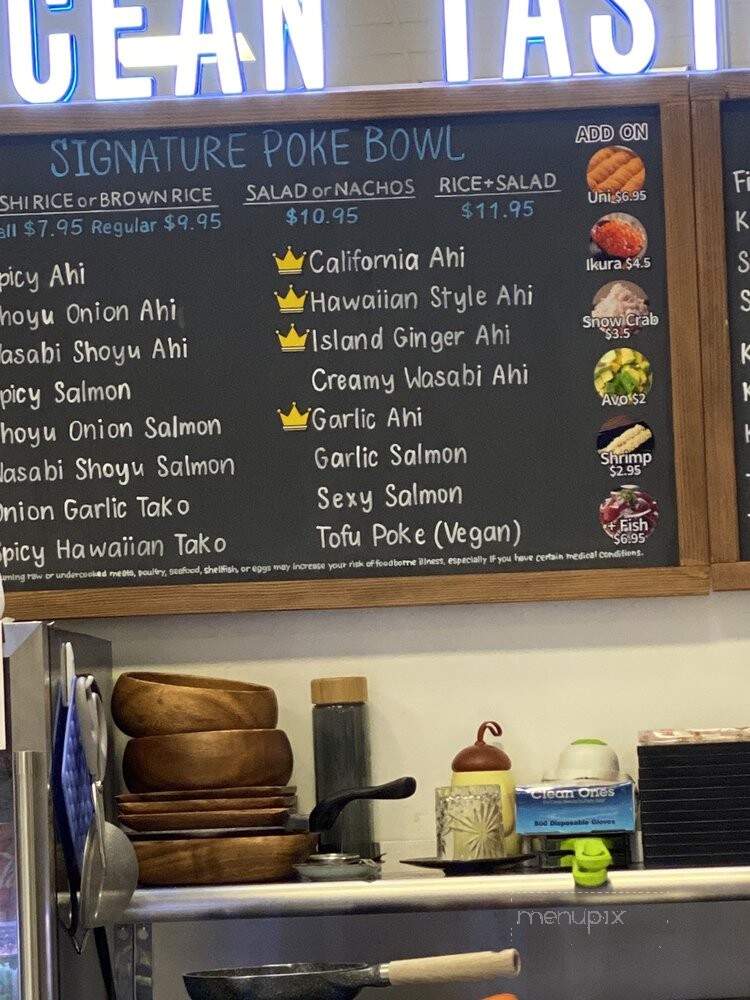 CEAN TAST
SIGNATURE POKE BOWL
SHI RICE or BROWN RICE
all $7.95 Regular $9.95
SALAD or NACHOS
$10.95
RICE+SALAD
$11.95
picy Ahi
hoyu Onion Ahi
asabi Shoyu Ahi
picy Salmon
hoyu Onion Salmon
asabi Shoyu Salmon
nion Garlic Tako
picy Hawaiian Tako
California Ahi
Hawaiian Style Ahi
Island Ginger Ahi
Creamy Wasabi Ahi
Garlic Ahi
Garlic Salmon
Sexy Salmon
Tofu Poke (Vegan)
ADD ON
Uni $6.95
Ikura $4.5
Snow Crab
$3.5
Avo $2
Shrimp
$2.95
+ Fish
$6.95
uming raw or undercooked meats, poultry, seafood, shellfish, or eggs may increase your risk of foodborne illness, especially if you have certain medical conditions.
Fi
K
S
S
K
K
Clean Ones
500 Disposable Gloves
menupix